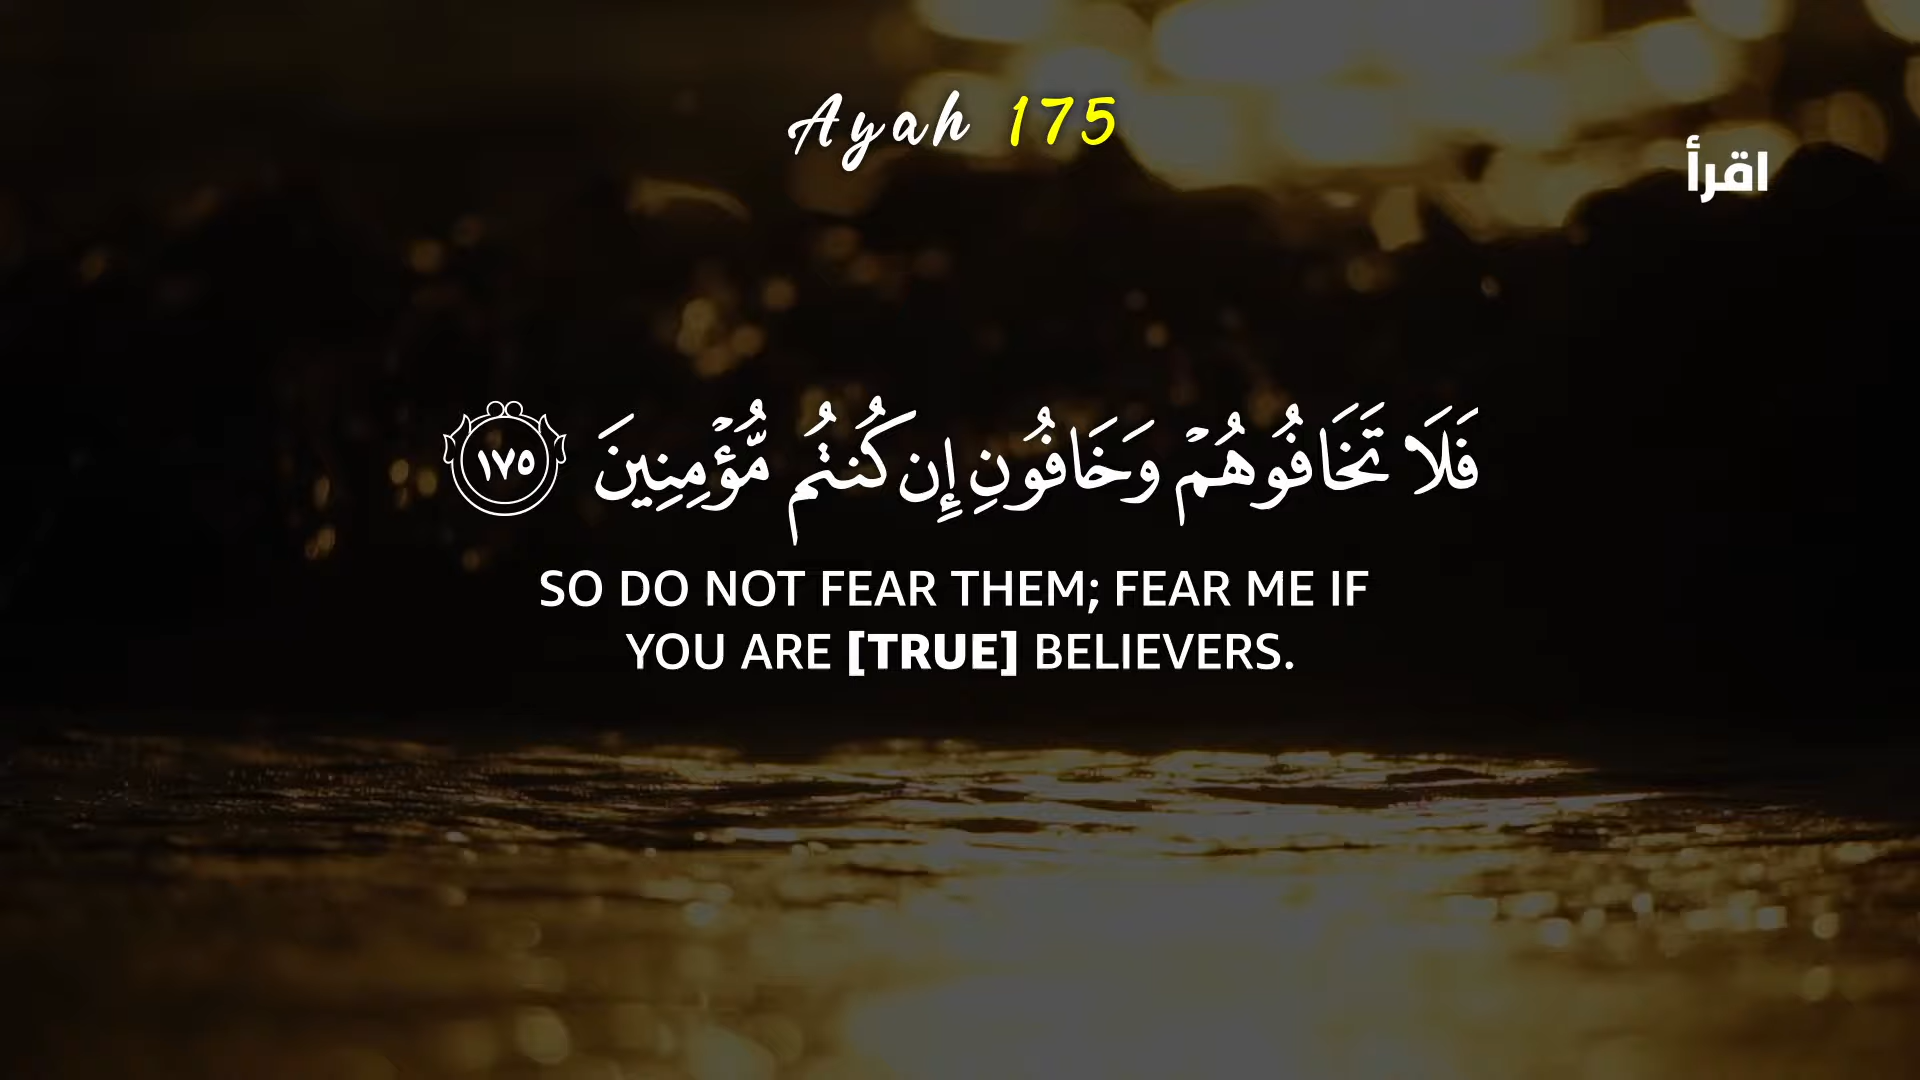 Ayah 175
اقرأ
فَلَا تَخَافُوهُمْ وَخَافُونِ إِن كُنتُم مُّؤْمِنِينَ ١٧٥
SO DO NOT FEAR THEM; FEAR ME IF
YOU ARE [TRUE] BELIEVERS.